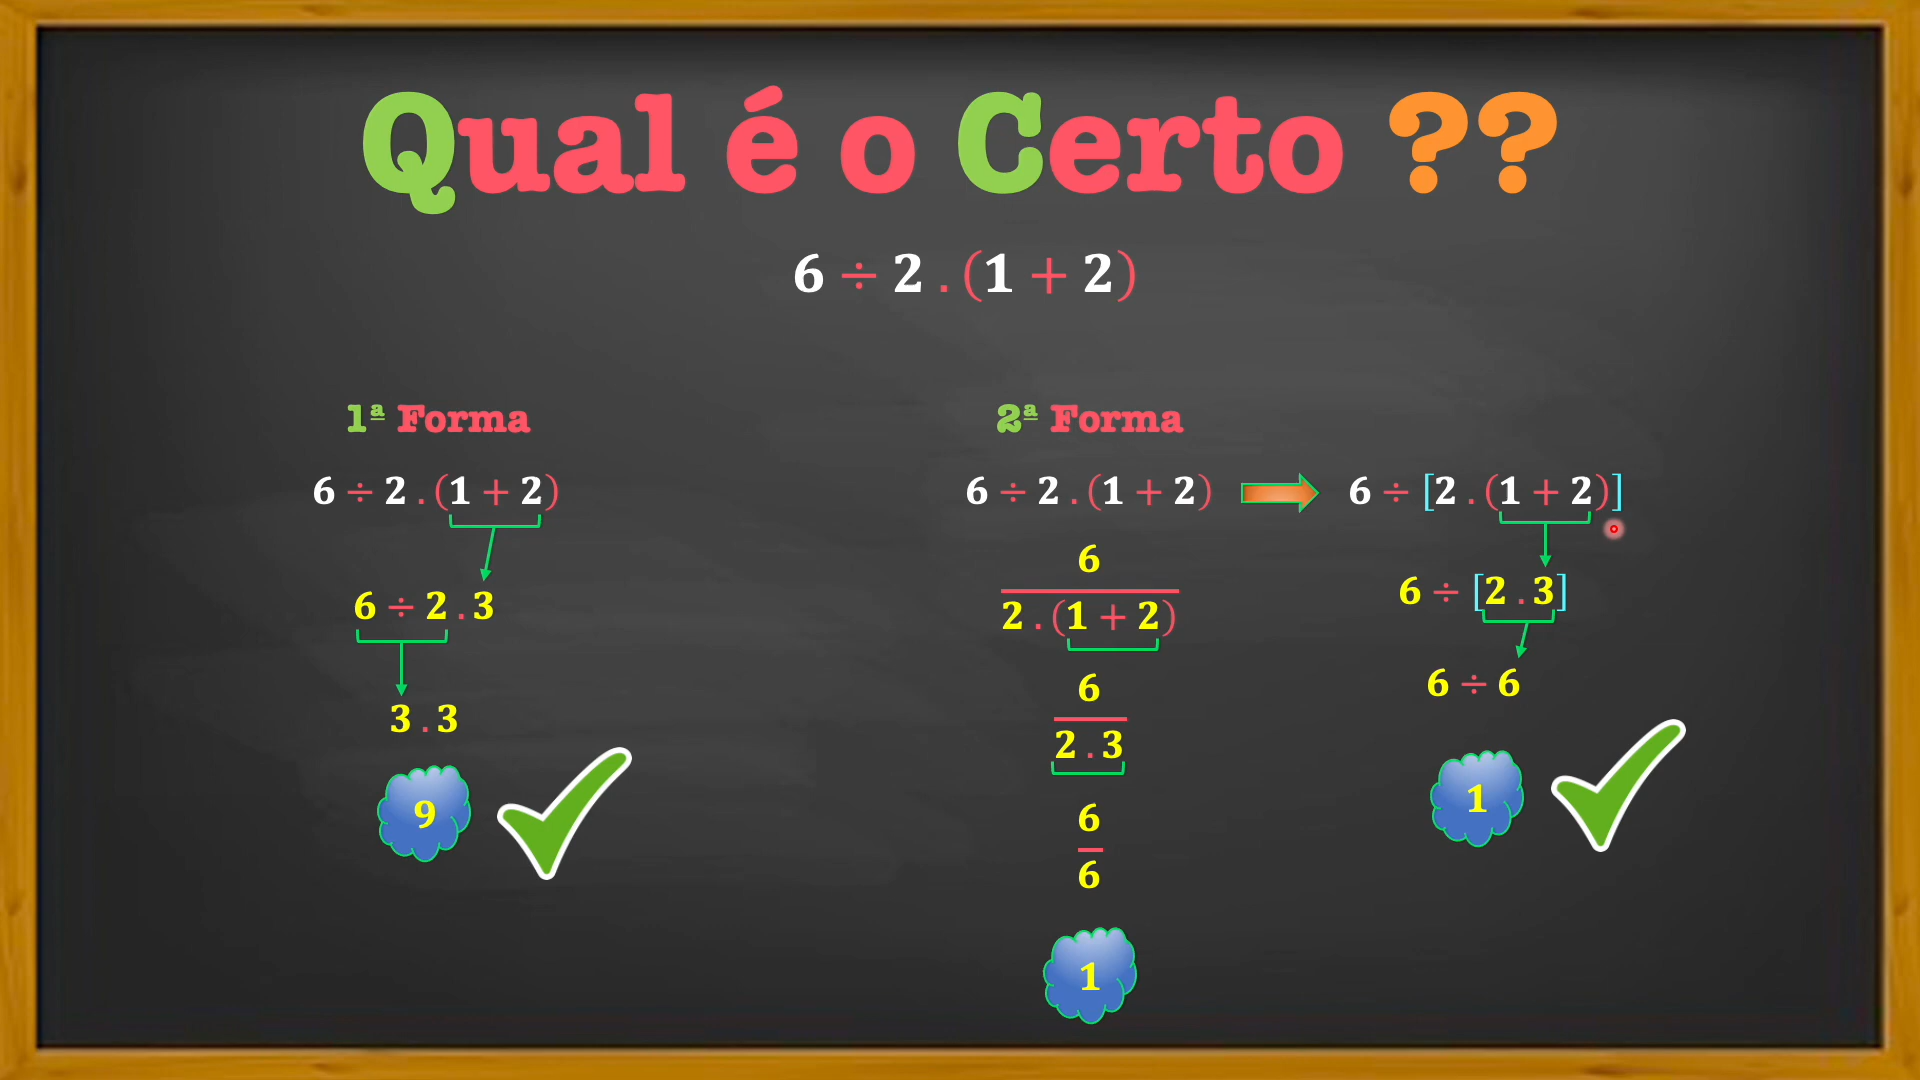 Qual é o Certo ??
6 ÷ 2 . (1 + 2)
1ª Forma
6 ÷ 2 . (1 + 2)
6 ÷ 2 . 3
3 . 3
9
2ª Forma
6 ÷ 2 . (1 + 2)
6
2 . (1 + 2)
6
2 . 3
6
6
1
6 ÷ [2 . (1 + 2)]
6 ÷ [2 . 3]
6 ÷ 6
1